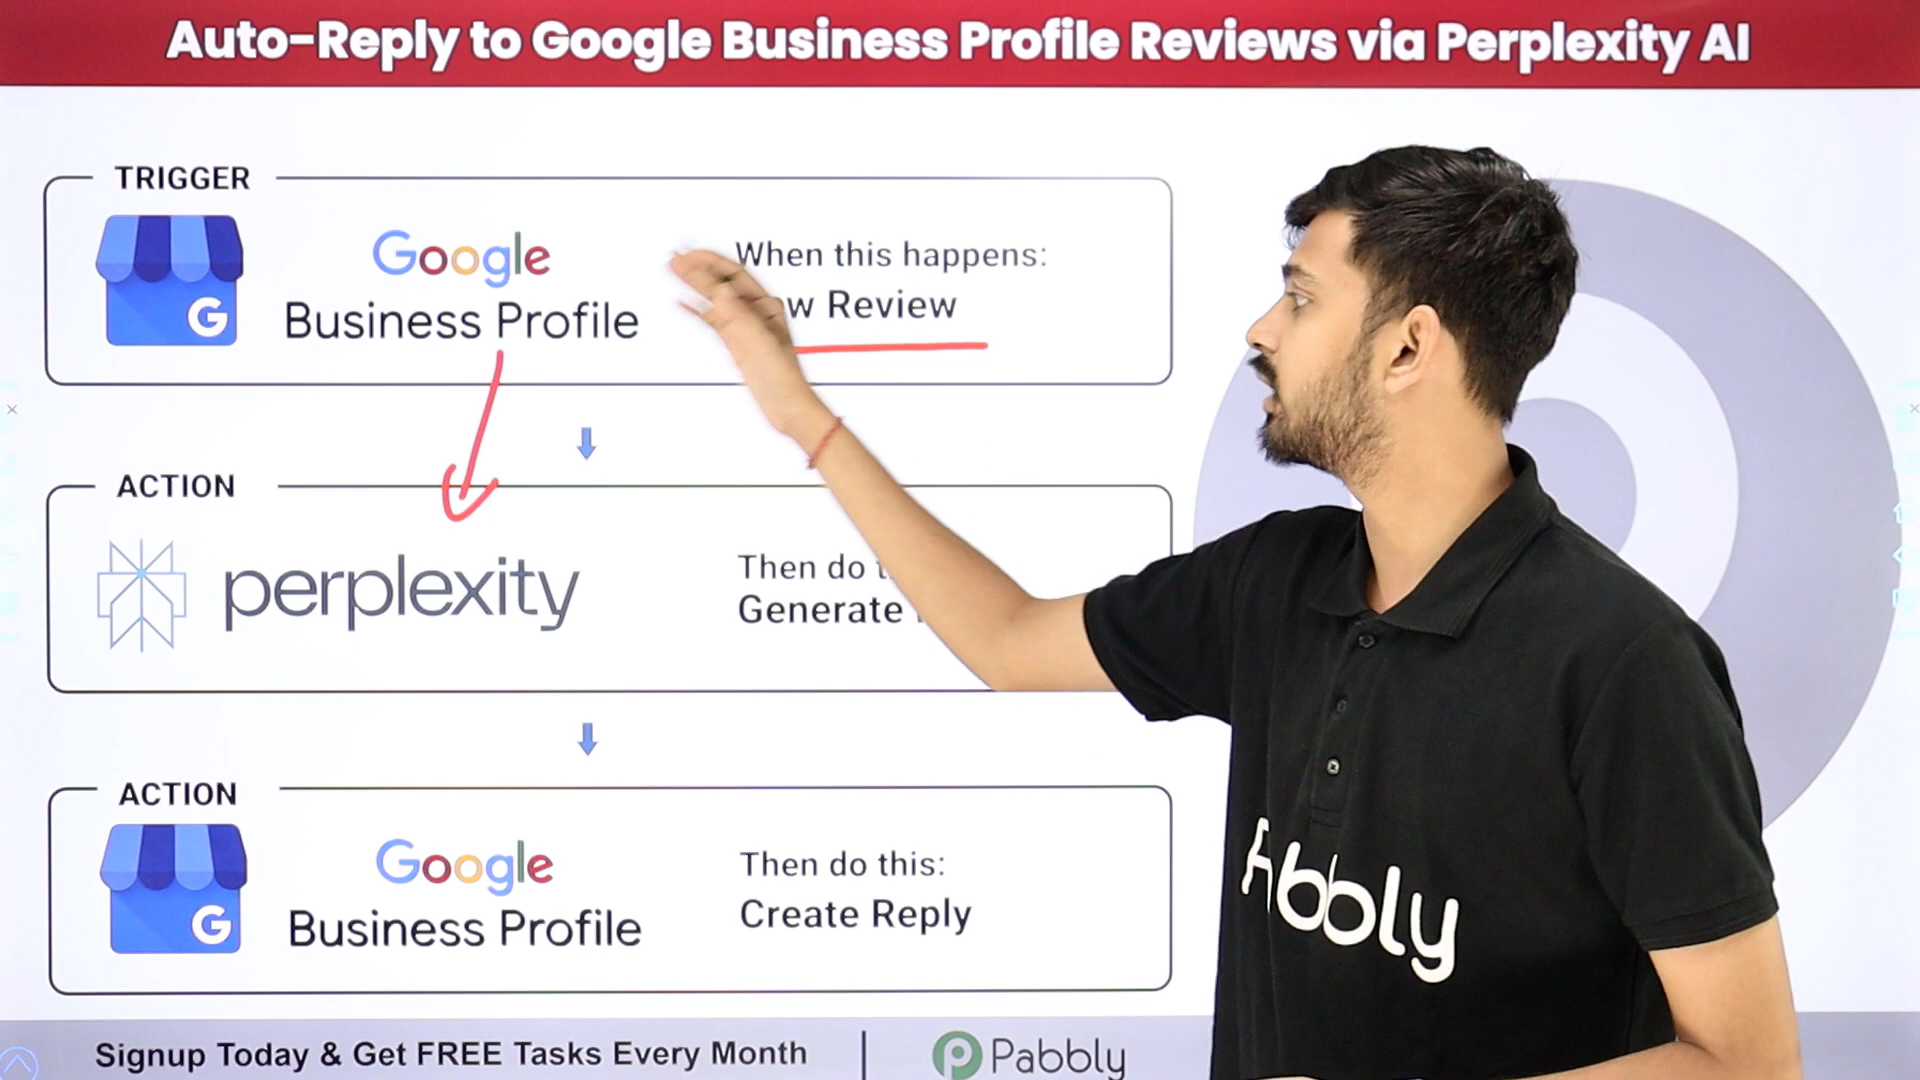 Auto-Reply to Google Business Profile Reviews via Perplexity AI
TRIGGER
Google
Business Profile
When this happens:
Review
ACTION
perplexity
Then do
Generate
ACTION
G
Google
Business Profile
Then do this:
Create Reply
Pabbly
Signup Today & Get FREE Tasks Every Month
Pabbly